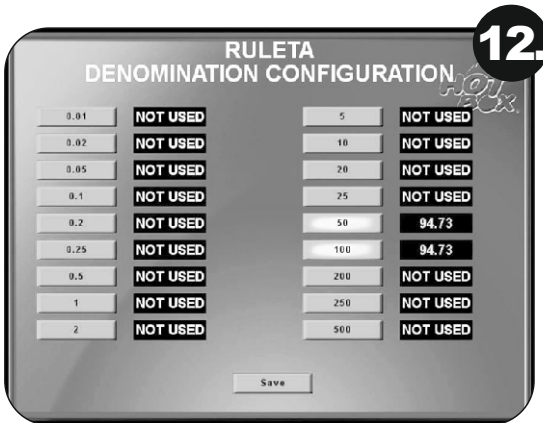 12.
RULETA
DENOMINATION CONFIGURATION
HOT
BOX
0.01 NOT USED 5 NOT USED
0.02 NOT USED 10 NOT USED
0.05 NOT USED 20 NOT USED
0.1 NOT USED 25 NOT USED
0.2 NOT USED 50 94.73
0.25 NOT USED 100 94.73
0.5 NOT USED 200 NOT USED
1 NOT USED 250 NOT USED
2 NOT USED 500 NOT USED
Save